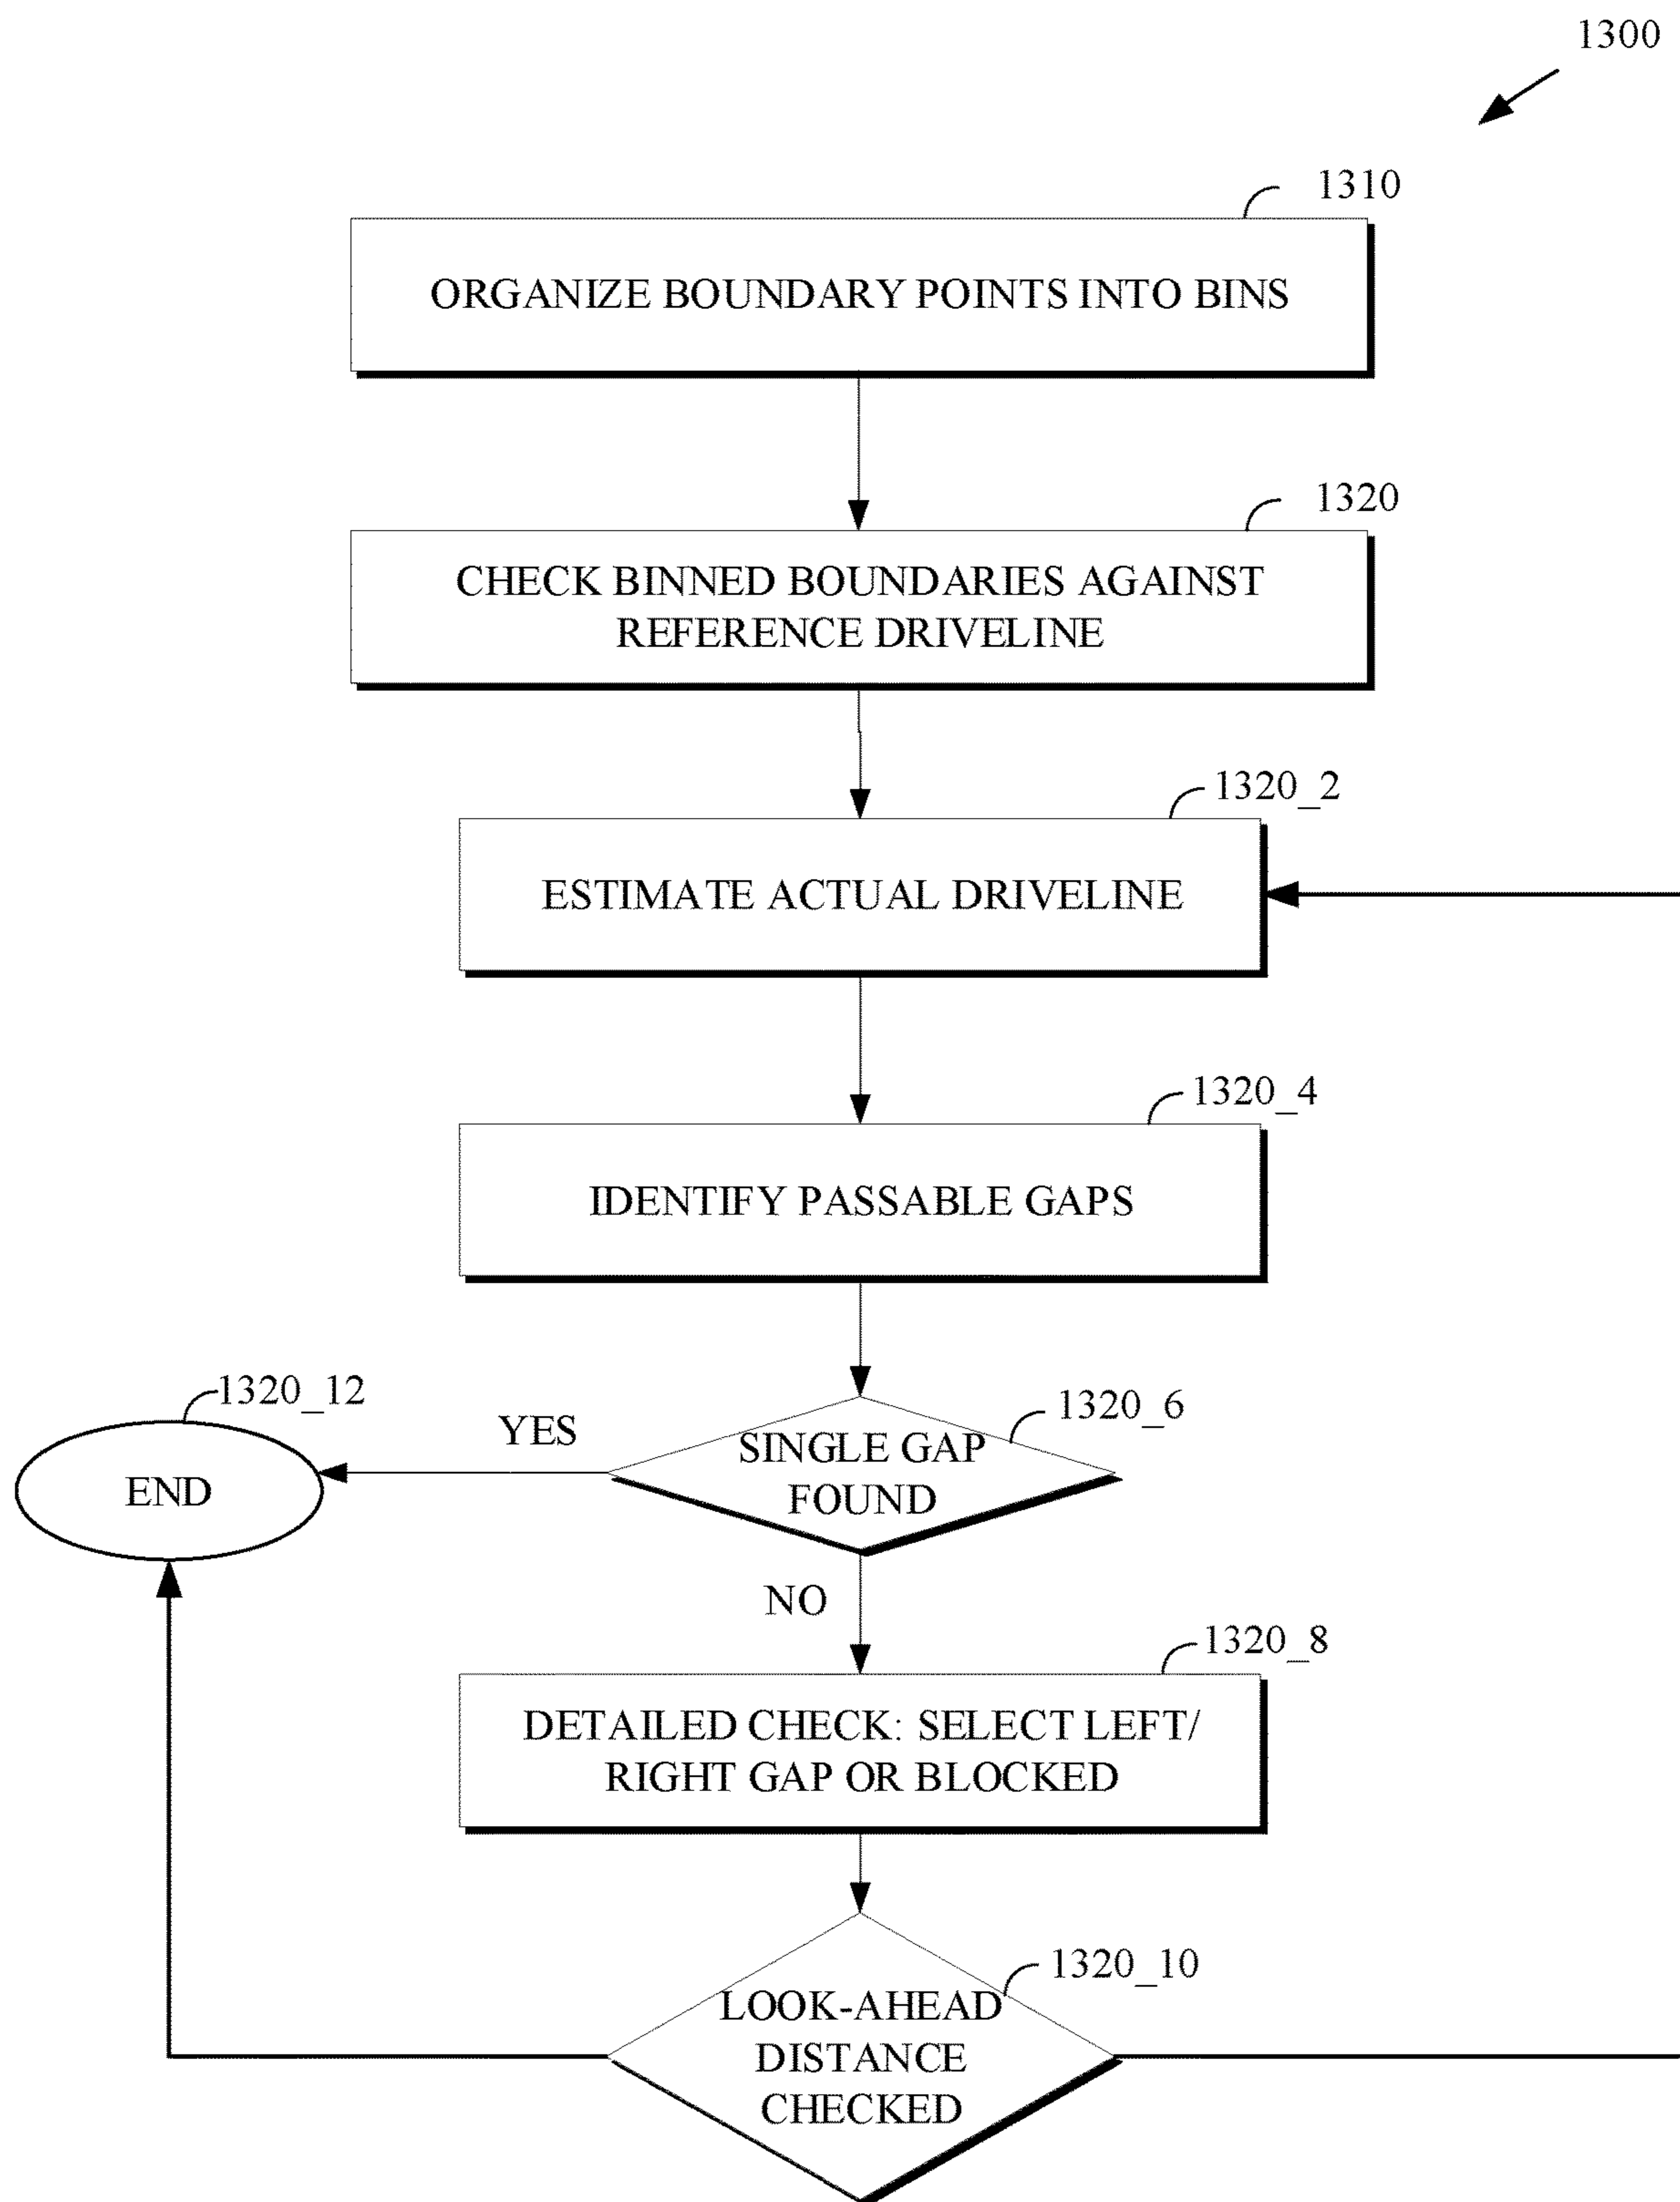 1300
1310
ORGANIZE BOUNDARY POINTS INTO BINS
1320
CHECK BINNED BOUNDARIES AGAINST
REFERENCE DRIVELINE
1320_2
ESTIMATE ACTUAL DRIVELINE
1320_4
IDENTIFY PASSABLE GAPS
1320_12
END
YES
1320_6
SINGLE GAP
FOUND
NO
1320_8
DETAILED CHECK: SELECT LEFT/
RIGHT GAP OR BLOCKED
1320_10
LOOK-AHEAD
DISTANCE
CHECKED